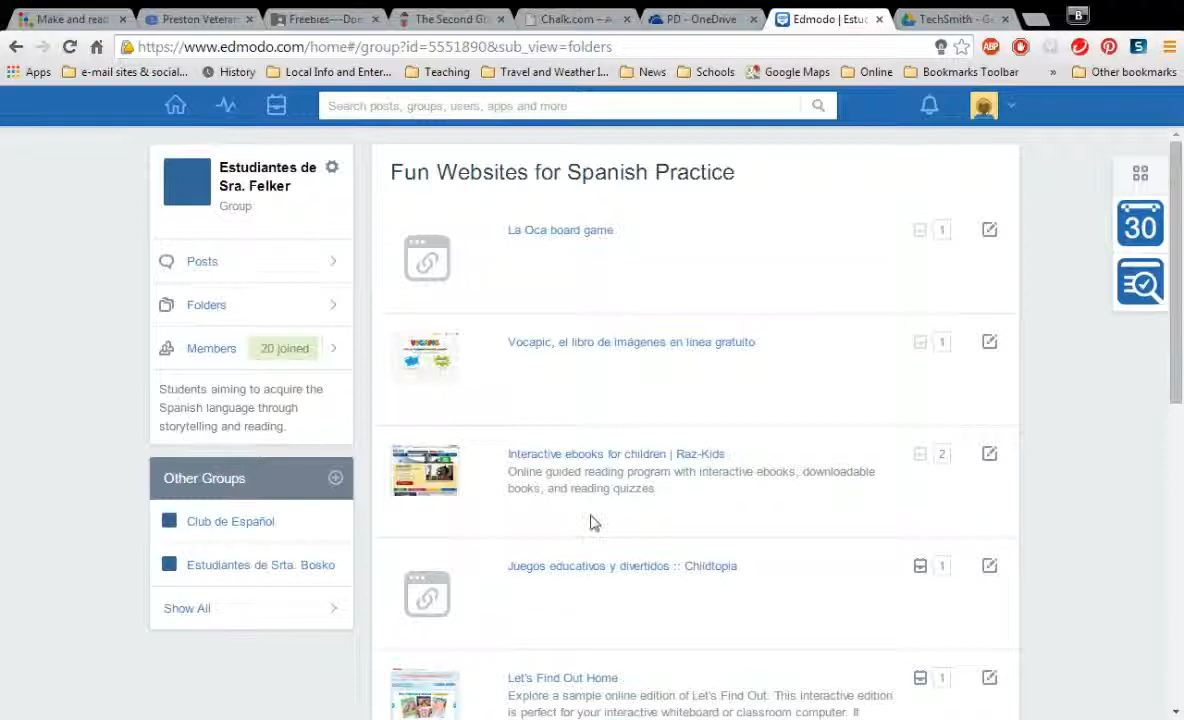 Make and read
Preston Veteran
Freebies--Don
The Second G
Chalk.com –
PD - OneDrive
Edmodo | Estud
TechSmith - G
B
https://www.edmodo.com/home#/group?id=5551890&sub_view=folders
ABP
S
Apps
e-mail sites & social...
History
Local Info and Enter...
Teaching
Travel and Weather I...
News
Schools
Google Maps
Online
Bookmarks Toolbar
»
Other bookmarks
Search posts, groups, users, apps and more
Estudiantes de
Sra. Felker
Group
Posts
Folders
Members 20 joined
Students aiming to acquire the
Spanish language through
storytelling and reading.
Other Groups
Club de Español
Estudiantes de Srta. Bosko
Show All
Fun Websites for Spanish Practice
La Oca board game 1
VOCAPIC
Vocapic, el libro de imágenes en línea gratuito 1
Interactive ebooks for children | Raz-Kids 2
Online guided reading program with interactive ebooks, downloadable
books, and reading quizzes
Juegos educativos y divertidos :: Childtopia 1
Let's Find Out Home 1
Explore a sample online edition of Let's Find Out. This interactive edition
is perfect for your interactive whiteboard or classroom computer. If
30